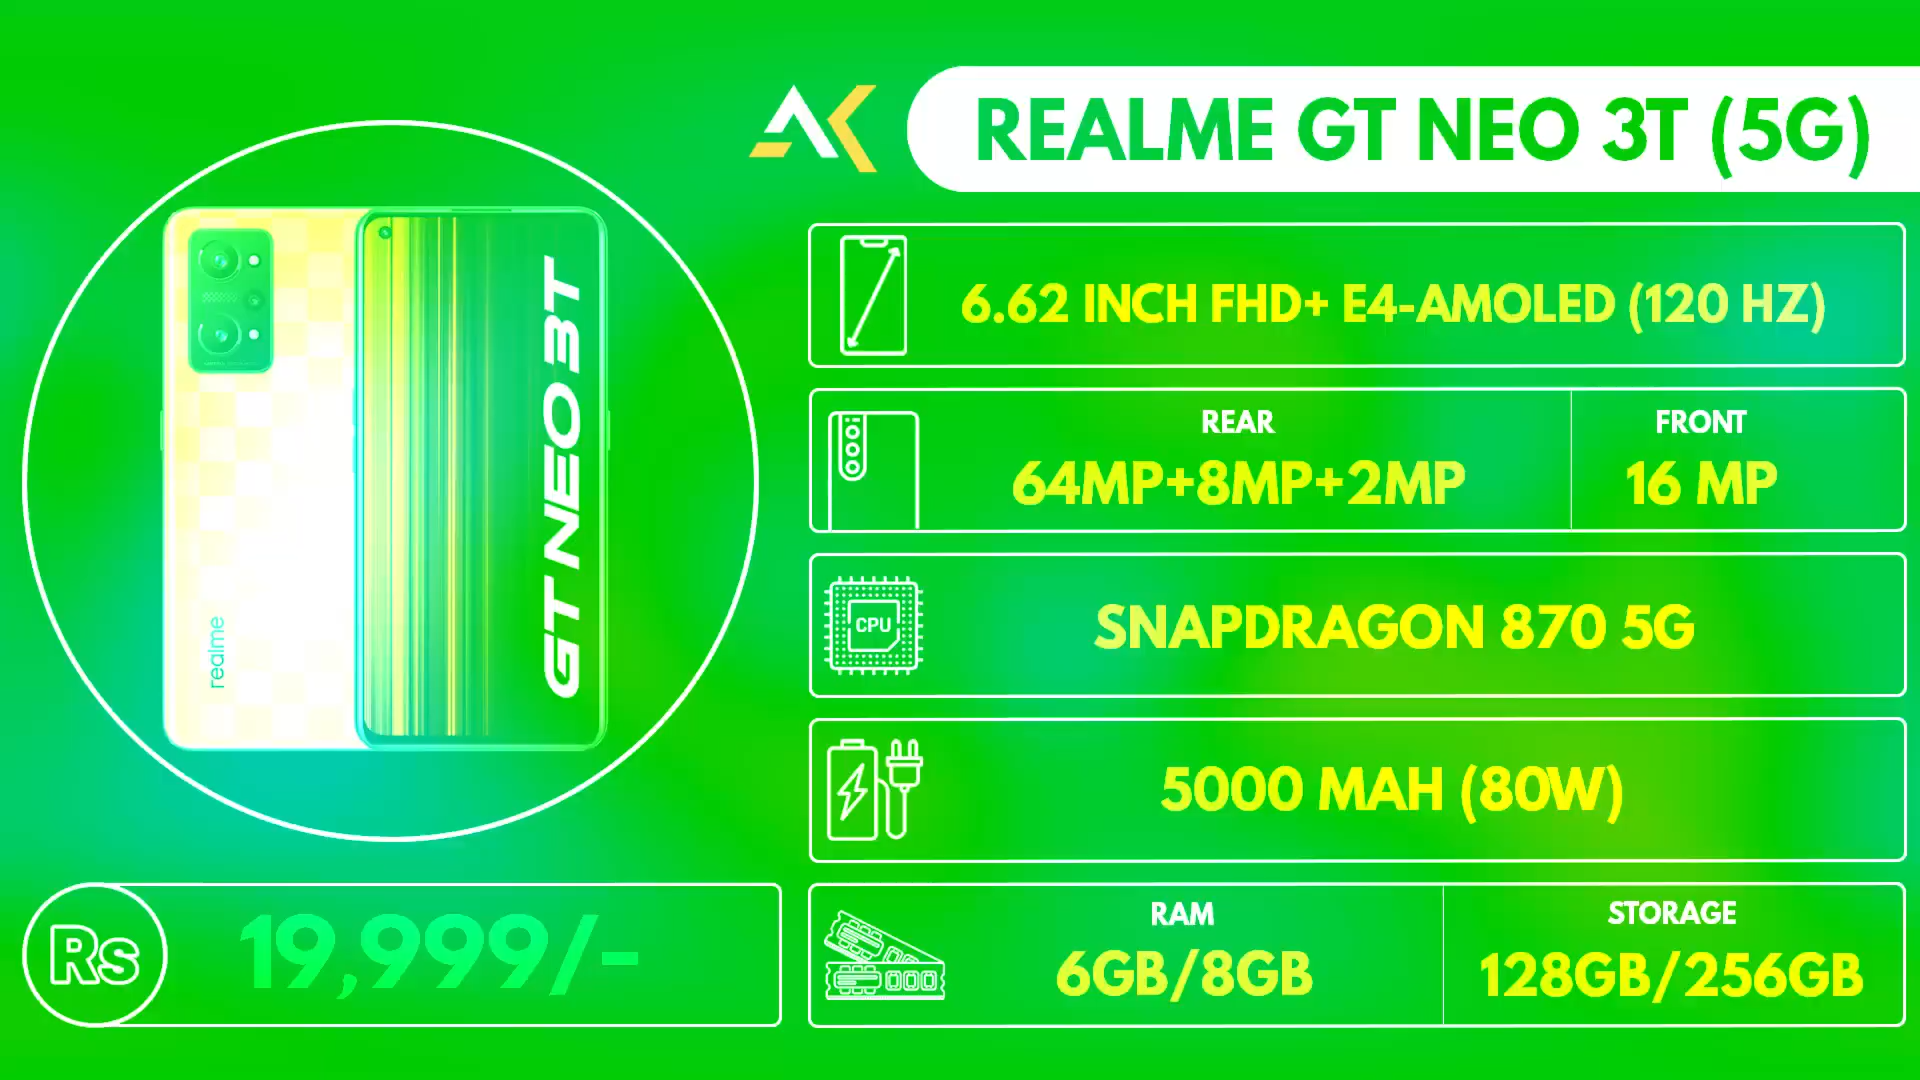 AK
REALME GT NEO 3T (5G)
6.62 INCH FHD+ E4-AMOLED (120 HZ)
REAR
64MP+8MP+2MP
FRONT
16 MP
CPU
SNAPDRAGON 870 5G
5000 MAH (80W)
RAM
6GB/8GB
STORAGE
128GB/256GB
realme
GT NEO 3T
Rs
19,999/-